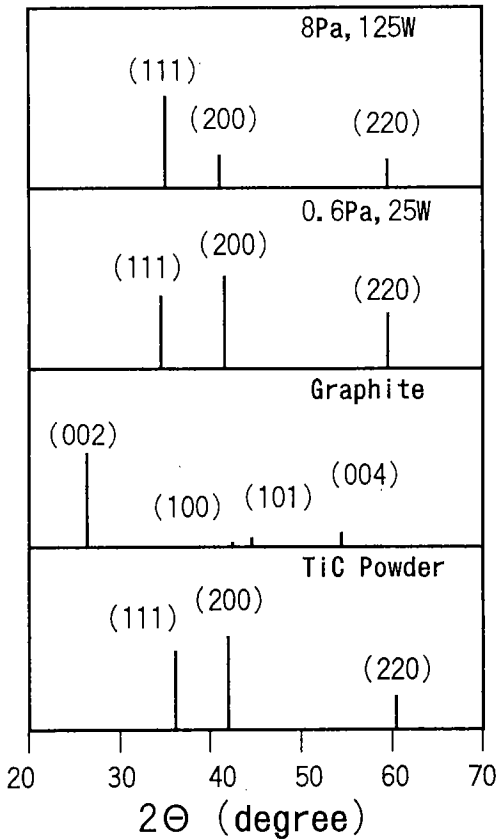 8Pa, 125W
(111)
(200)
(220)
0.6Pa, 25W
(111)
(200)
(220)
Graphite
(002)
(100)
(101)
(004)
TiC Powder
(111)
(200)
(220)
20 30 40 50 60 70
2Θ (degree)